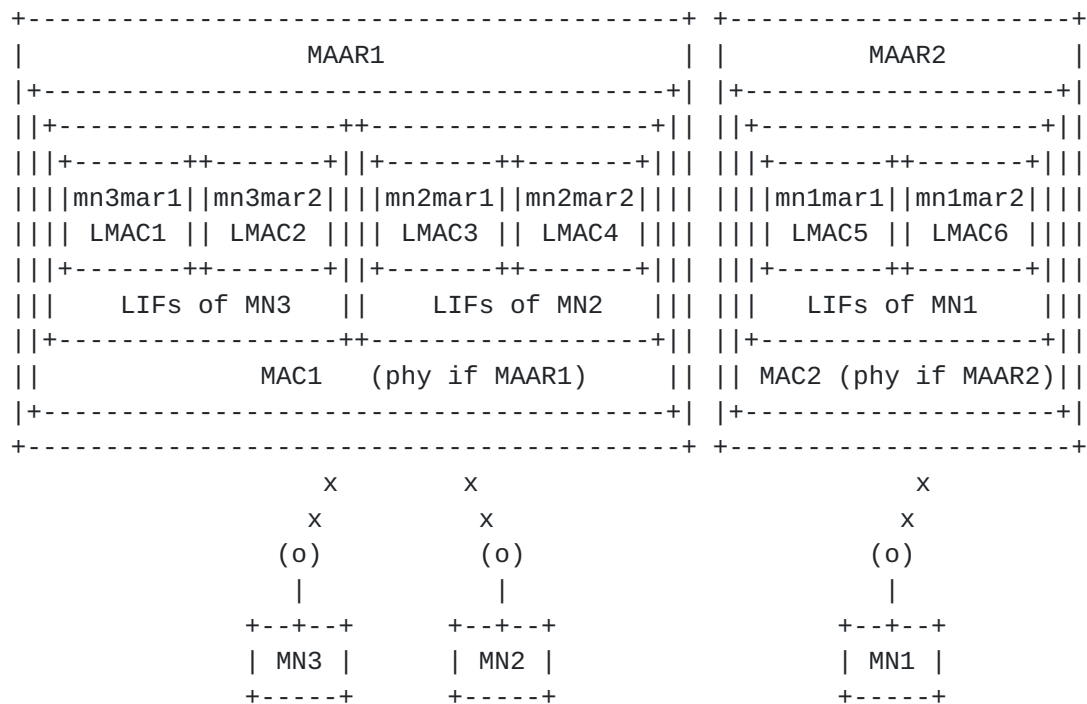 +------------------------------------------+ +----------------------+
|                  MAAR1                   | |         MAAR2        |
|+----------------------------------------+| |+--------------------+|
||+------------------++------------------+|| ||+------------------+||
|||+-------++-------+||+-------++-------+||| |||+-------++-------+|||
||||mn3mar1||mn3mar2||||mn2mar1||mn2mar2|||| ||||mn1mar1||mn1mar2||||
|||| LMAC1 || LMAC2 |||| LMAC3 || LMAC4 |||| |||| LMAC5 || LMAC6 ||||
|||+-------++-------+||+-------++-------+||| |||+-------++-------+|||
|||    LIFs of MN3   ||    LIFs of MN2   ||| |||   LIFs of MN1    |||
||+------------------++------------------+|| ||+------------------+||
||              MAC1   (phy if MAAR1)     || || MAC2 (phy if MAAR2)||
|+----------------------------------------+| |+--------------------+|
+------------------------------------------+ +----------------------+
                    x        x                            x
                   x          x                          x
                 (o)          (o)                      (o)
                  |            |                        |
               +--+--+      +--+--+                  +--+--+
               | MN3 |      | MN2 |                  | MN1 |
               +-----+      +-----+                  +-----+